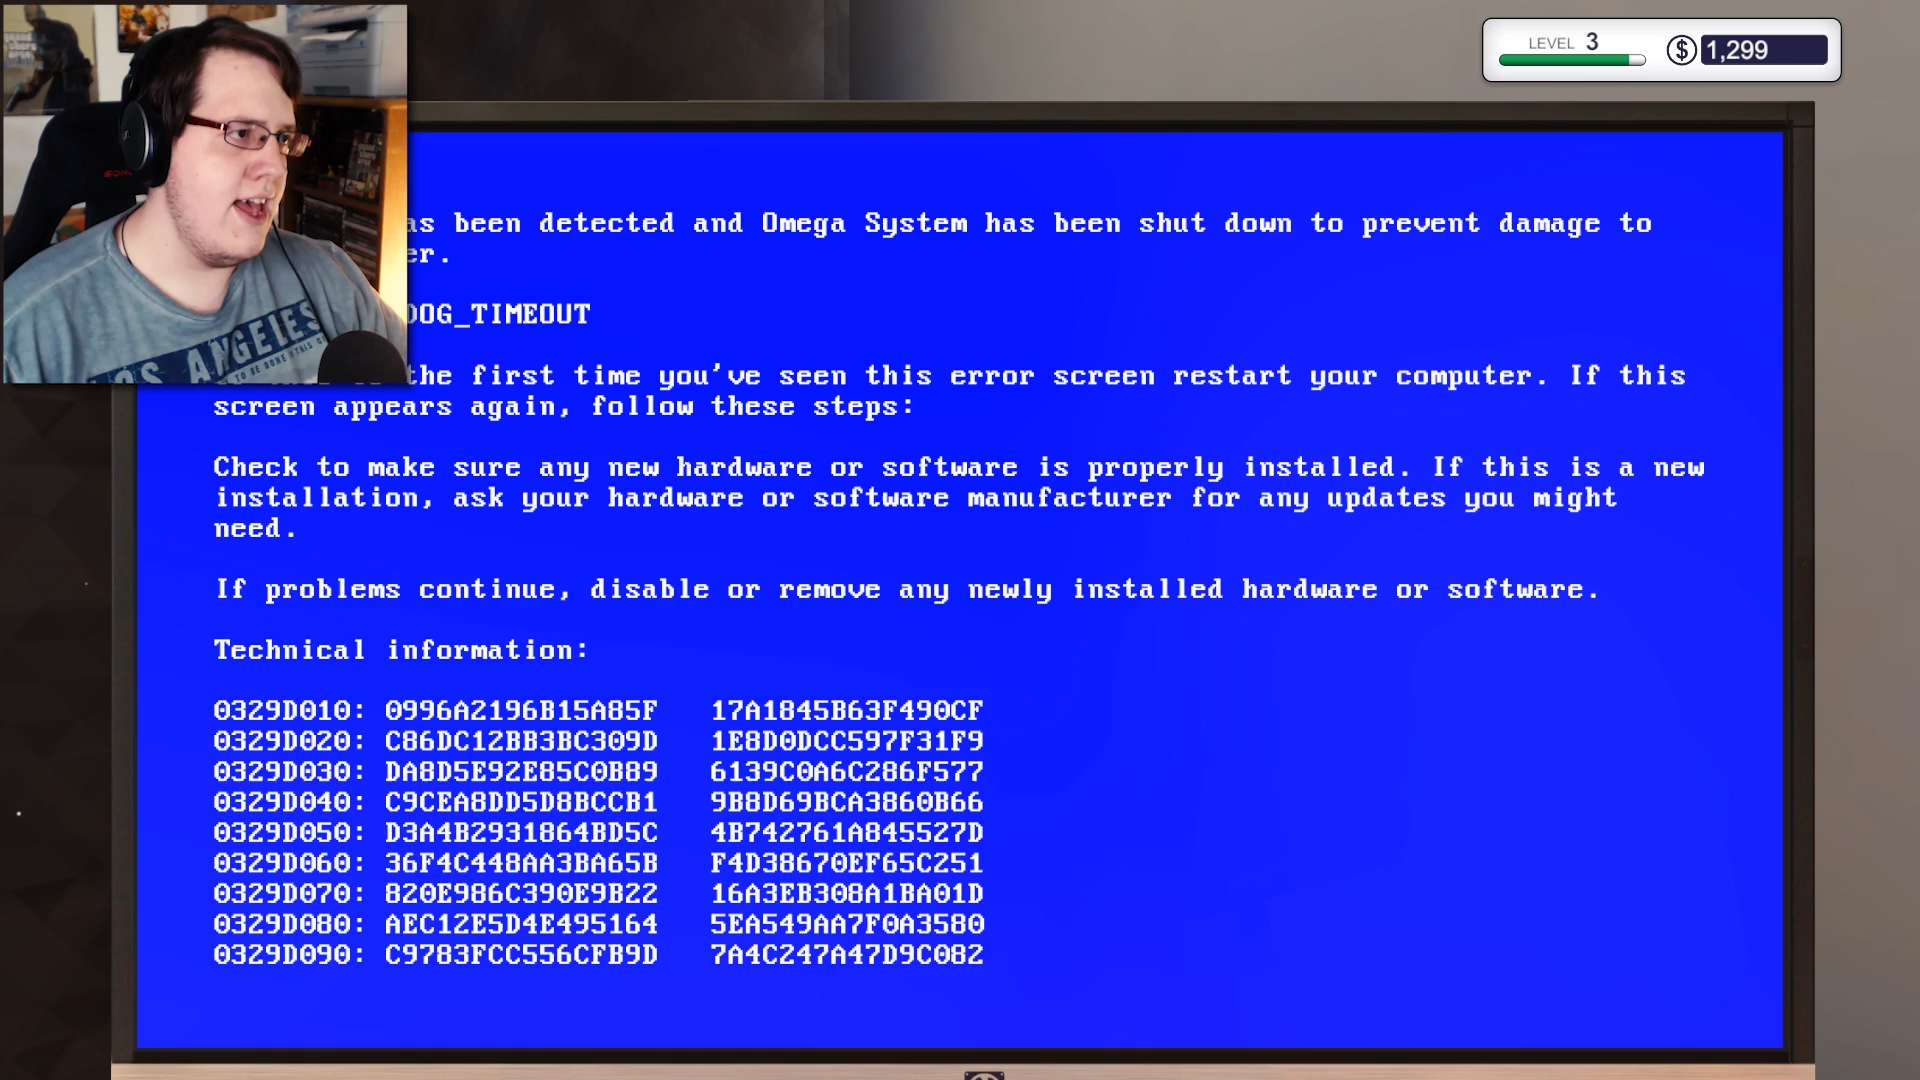 LEVEL 3
$ 1,299
been detected and Omega System has been shut down to prevent damage to
DOG_TIMEOUT
the first time you've seen this error screen restart your computer. If this
screen appears again, follow these steps:
Check to make sure any new hardware or software is properly installed. If this is a new
installation, ask your hardware or software manufacturer for any updates you might
need.
If problems continue, disable or remove any newly installed hardware or software.
Technical information:
0329D010: 0996A2196B15A85F 17A1845B63F490CF
0329D020: C86DC12BB3BC309D 1E8D0DCC597F31F9
0329D030: DA8D5E92E85C0B89 6139C0A6C286F577
0329D040: C9CEA8DD5D8BCCB1 9B8D69BCA3860B66
0329D050: D3A4B2931864BD5C 4B742761A845527D
0329D060: 36F4C448AA3BA65B F4D38670EF65C251
0329D070: 820E986C390E9B22 16A3EB308A1BA01D
0329D080: AEC12E5D4E495164 5EA549AA7F0A3580
0329D090: C9783FCC556CFB9D 7A4C247A47D9C082
LOS ANGELES